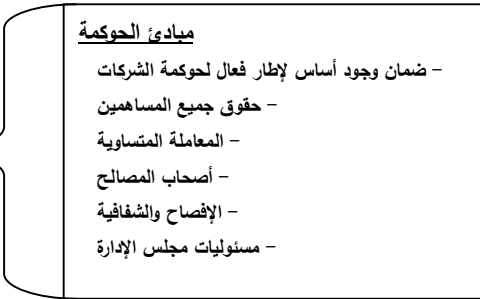 مبادئ الحوكمة
- ضمان وجود أساس لإطار فعال لحوكمة الشركات
- حقوق جميع المساهمين
- المعاملة المتساوية
- أصحاب المصالح
- الإفصاح والشفافية
- مسئوليات مجلس الإدارة